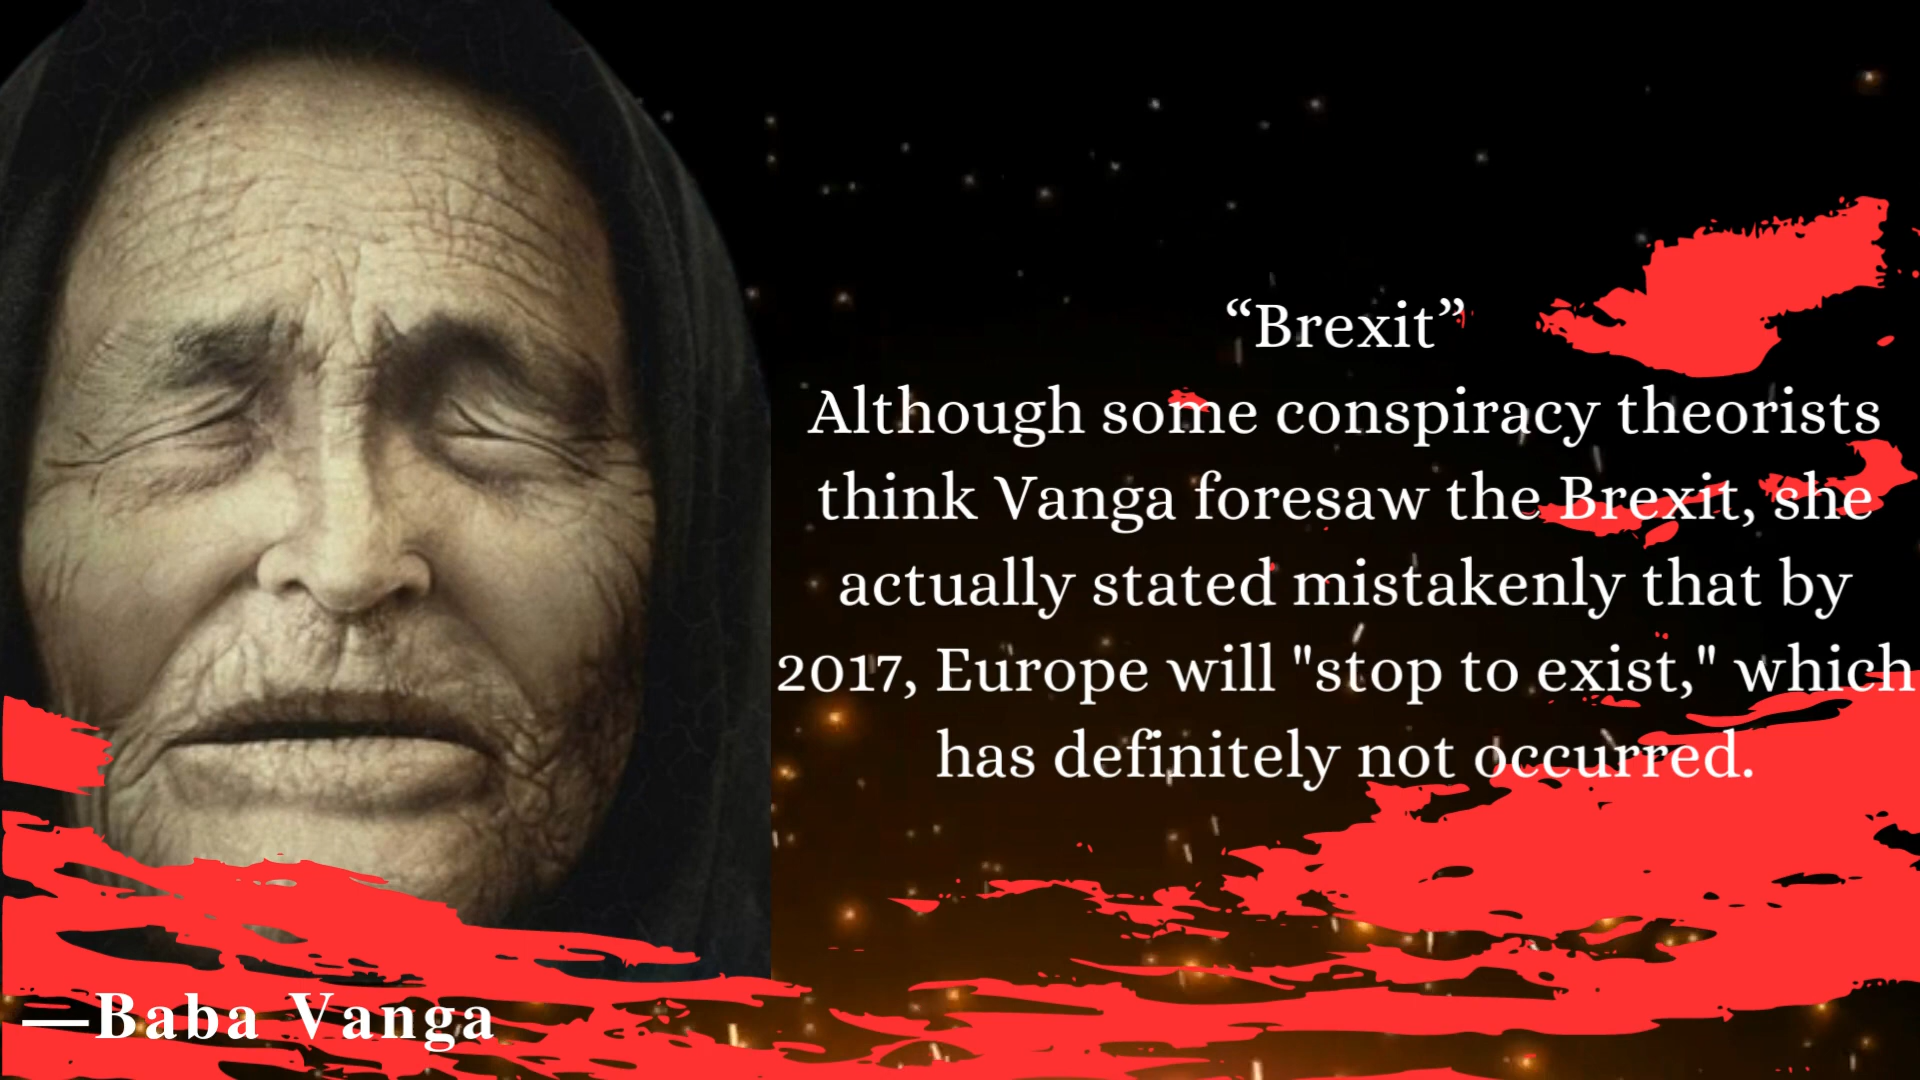 “Brexit”
Although some conspiracy theorists
think Vanga foresaw the Brexit, she
actually stated mistakenly that by
2017, Europe will "stop to exist," which
has definitely not occurred.
—Baba Vanga